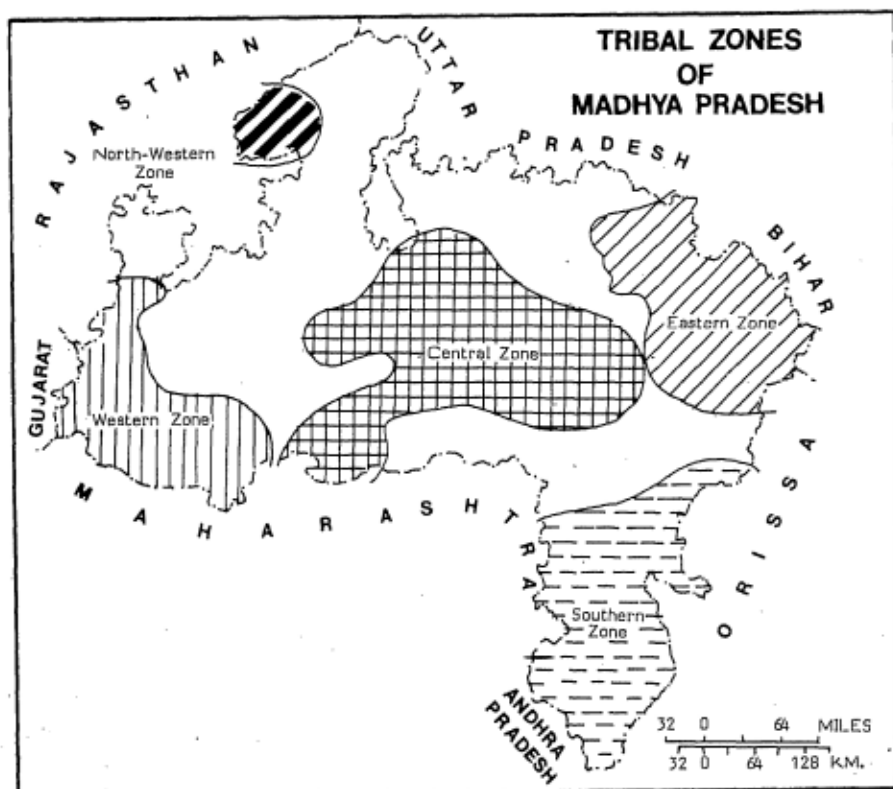 TRIBAL ZONES
OF
MADHYA PRADESH
RAJASTHAN
UTTAR
PRADESH
North-Western
Zone
BIHAR
Eastern Zone
Central Zone
GUJARAT
Western Zone
MAHARASHTRA
ORISSA
Southern
Zone
ANDHRA
PRADESH
32 0 64 MILES
32 0 64 128 K.M.